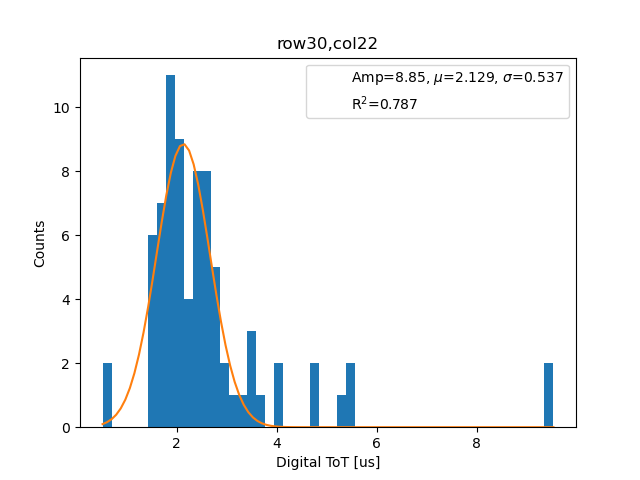 row30,col22
Amp=8.85, μ=2.129, σ=0.537
R²=0.787
10
8
6
4
2
0
Counts
2 4 6 8
Digital ToT [us]